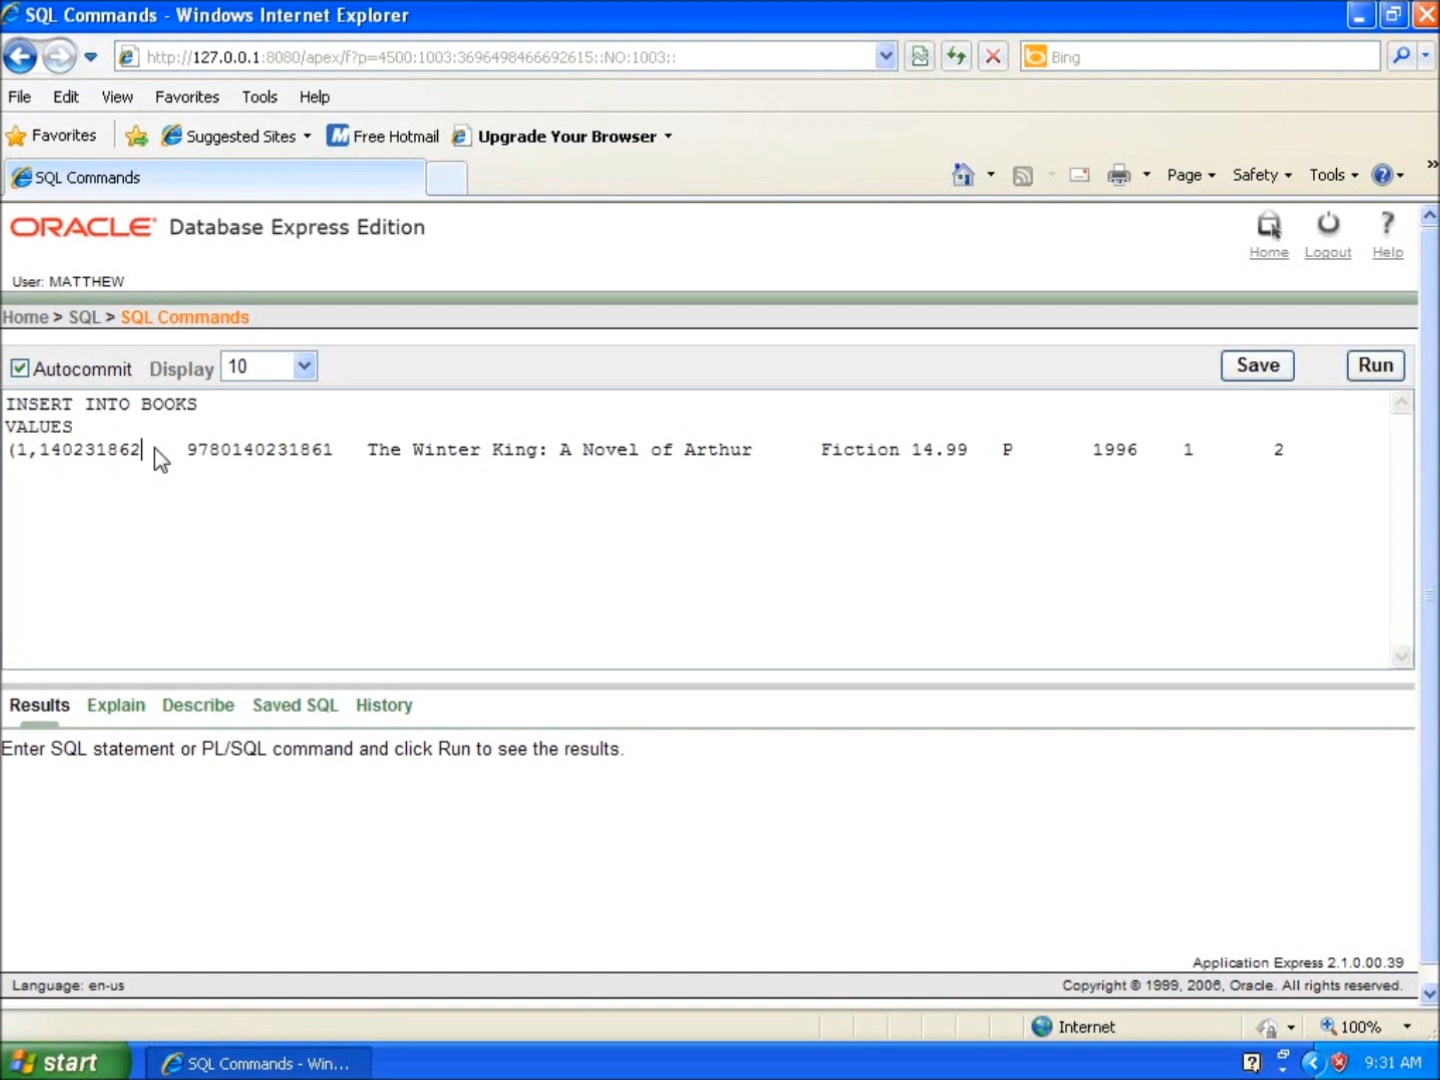 SQL Commands - Windows Internet Explorer
http://127.0.0.1:8080/apex/f?p=4500:1003:3696498466692615::NO:1003::
Bing
File Edit View Favorites Tools Help
Favorites Suggested Sites Free Hotmail Upgrade Your Browser
SQL Commands
Page Safety Tools
ORACLE Database Express Edition
Home Logout Help
User: MATTHEW
Home > SQL > SQL Commands
Autocommit Display 10 Save Run
INSERT INTO BOOKS
VALUES
(1,140231862 9780140231861 The Winter King: A Novel of Arthur Fiction 14.99 P 1996 1 2
Results Explain Describe Saved SQL History
Enter SQL statement or PL/SQL command and click Run to see the results.
Application Express 2.1.0.00.39
Language: en-us Copyright © 1999, 2006, Oracle. All rights reserved.
Internet 100%
start SQL Commands - Win... 9:31 AM